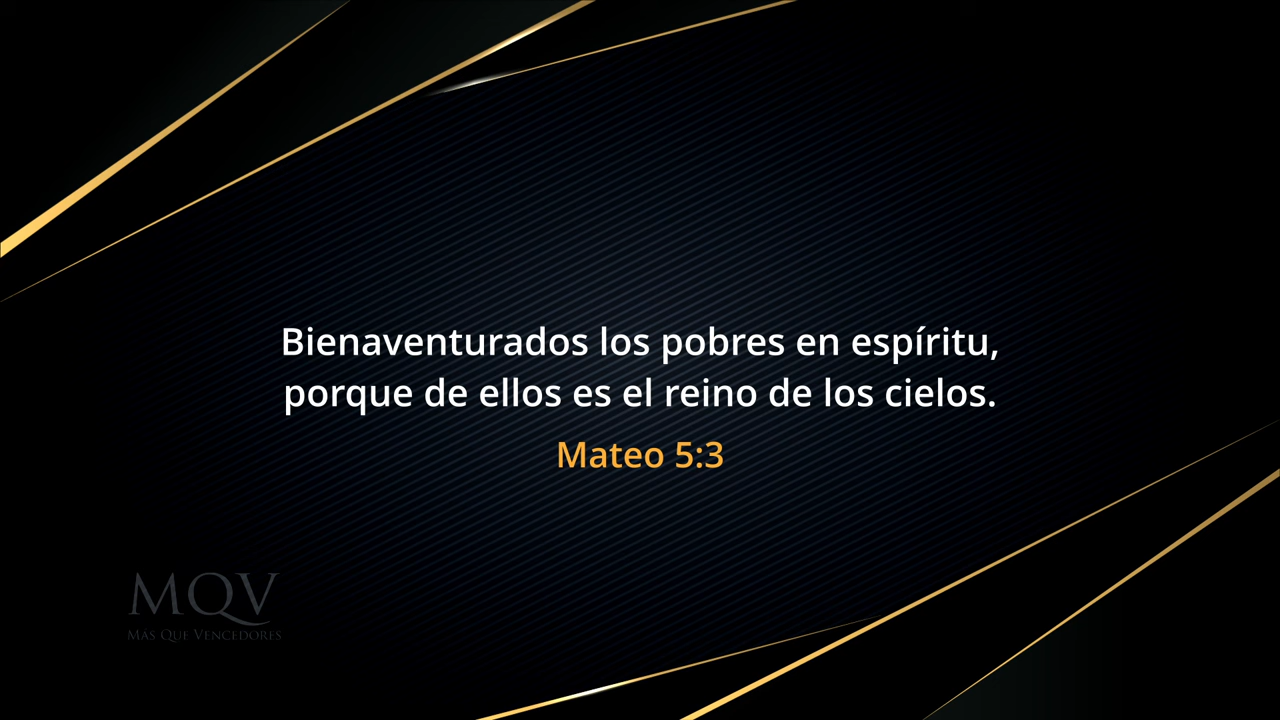 Bienaventurados los pobres en espíritu,
porque de ellos es el reino de los cielos.
Mateo 5:3
MQV
Más Que Vencedores